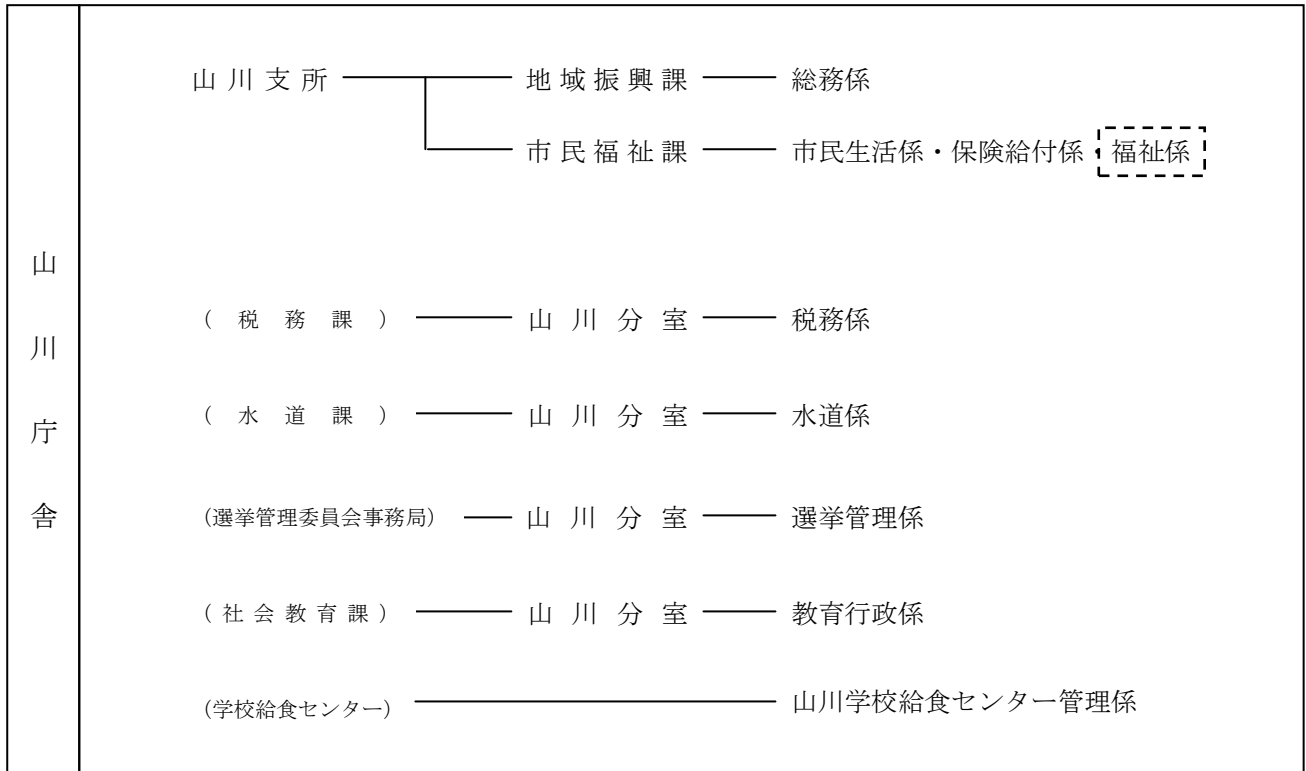 山川庁舎
山川支所 地域振興課 総務係
市民福祉課 市民生活係・保険給付係・福祉係
(税務課) 山川分室 税務係
(水道課) 山川分室 水道係
(選挙管理委員会事務局) 山川分室 選挙管理係
(社会教育課) 山川分室 教育行政係
(学校給食センター) 山川学校給食センター管理係